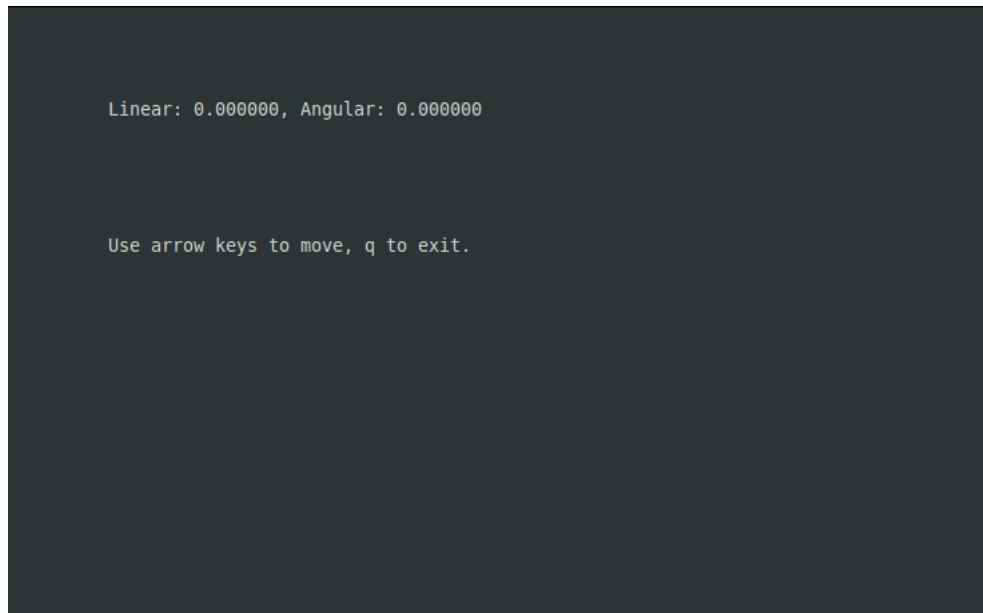 Linear: 0.000000, Angular: 0.000000
Use arrow keys to move, q to exit.